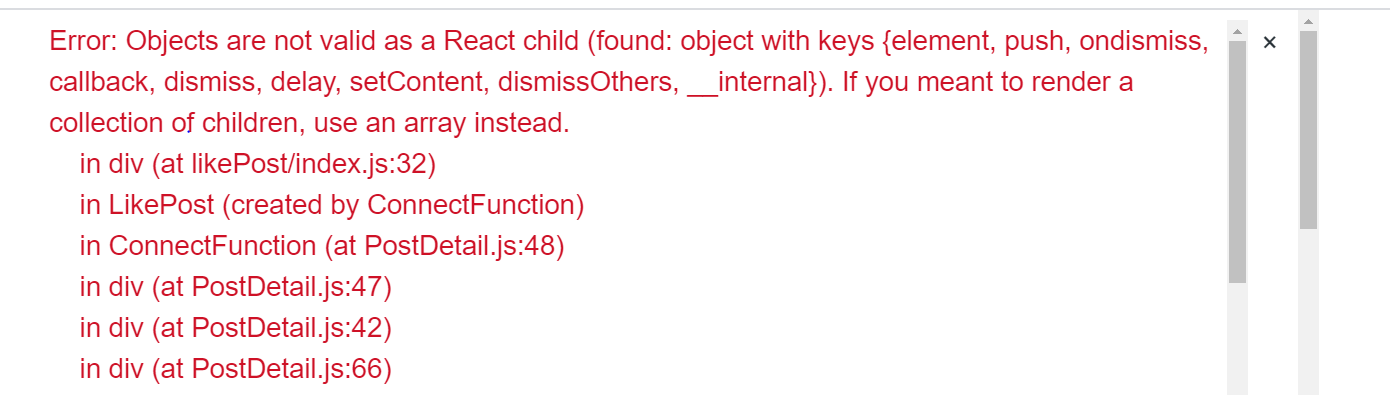 Error: Objects are not valid as a React child (found: object with keys {element, push, ondismiss,
callback, dismiss, delay, setContent, dismissOthers, __internal}). If you meant to render a
collection of children, use an array instead.
in div (at likePost/index.js:32)
in LikePost (created by ConnectFunction)
in ConnectFunction (at PostDetail.js:48)
in div (at PostDetail.js:47)
in div (at PostDetail.js:42)
in div (at PostDetail.js:66)